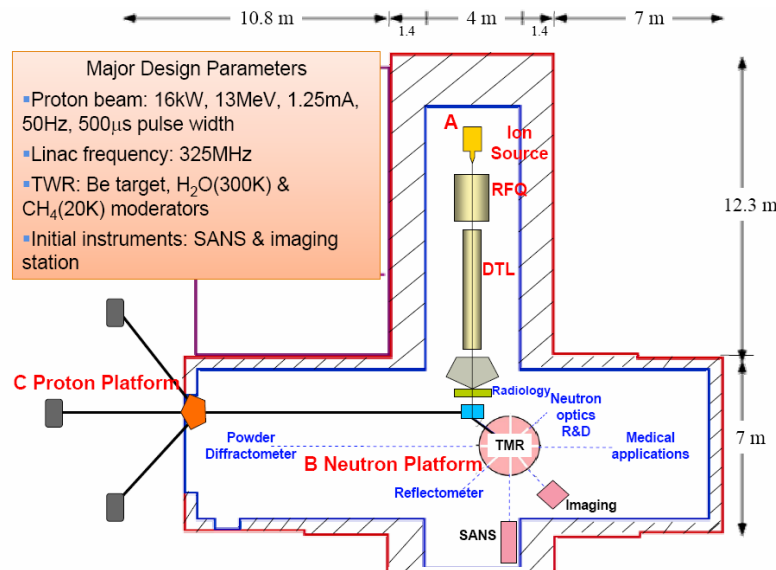 10.8 m
4 m
7 m
1.4
1.4
Major Design Parameters
▪Proton beam: 16kW, 13MeV, 1.25mA,
50Hz, 500μs pulse width
▪Linac frequency: 325MHz
▪TWR: Be target, H₂O(300K) &
CH₄(20K) moderators
▪Initial instruments: SANS & imaging
station
A
Ion
Source
RFQ
12.3 m
DTL
C Proton Platform
Radiology
Neutron
optics
R&D
Powder
Diffractometer
TMR
Medical
applications
7 m
B Neutron Platform
Reflectometer
Imaging
SANS